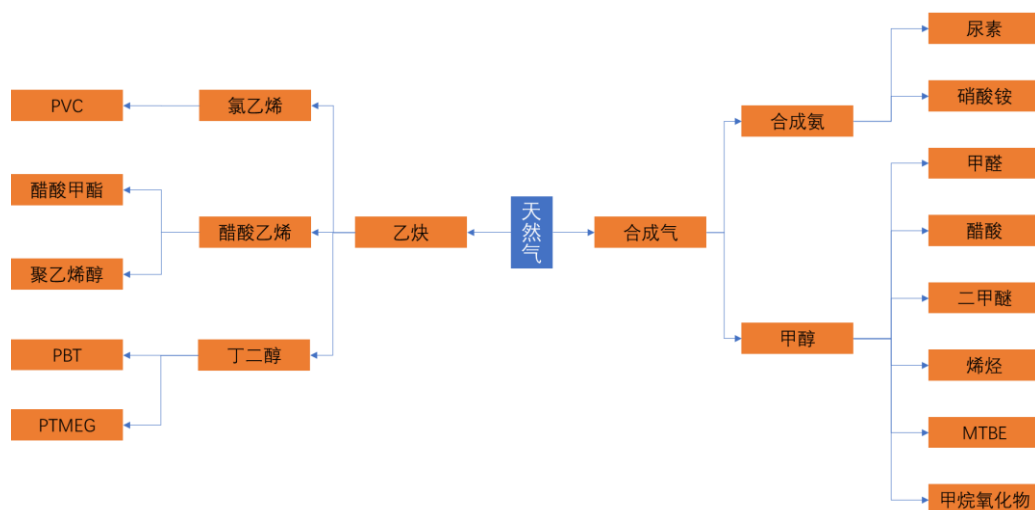 尿素
PVC
氯乙烯
合成氨
硝酸铵
甲醛
醋酸甲酯
醋酸乙烯
乙炔
天然气
合成气
醋酸
聚乙烯醇
二甲醚
PBT
丁二醇
甲醇
烯烃
PTMEG
MTBE
甲烷氧化物